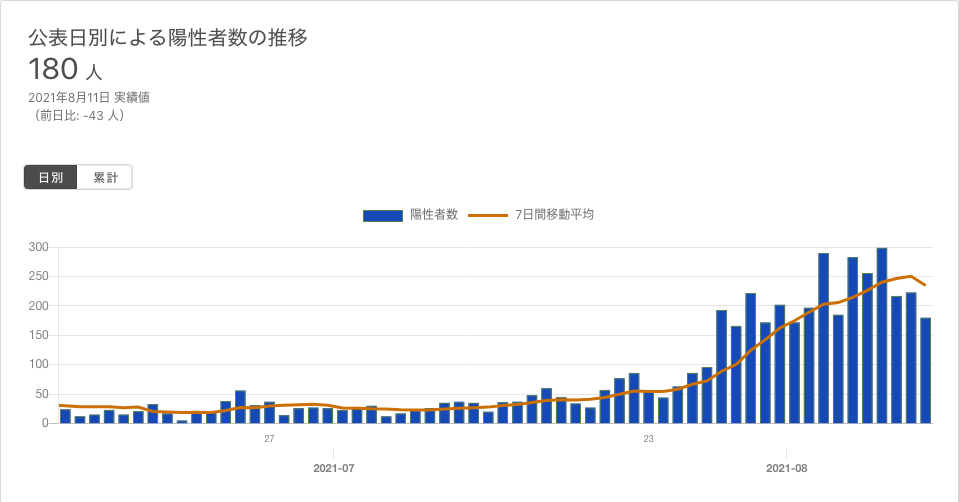 公表日別による陽性者数の推移
180 人
2021年8月11日 実績値
（前日比: -43 人）
日別 累計
陽性者数 7日間移動平均
300
250
200
150
100
50
0
27 23
2021-07 2021-08